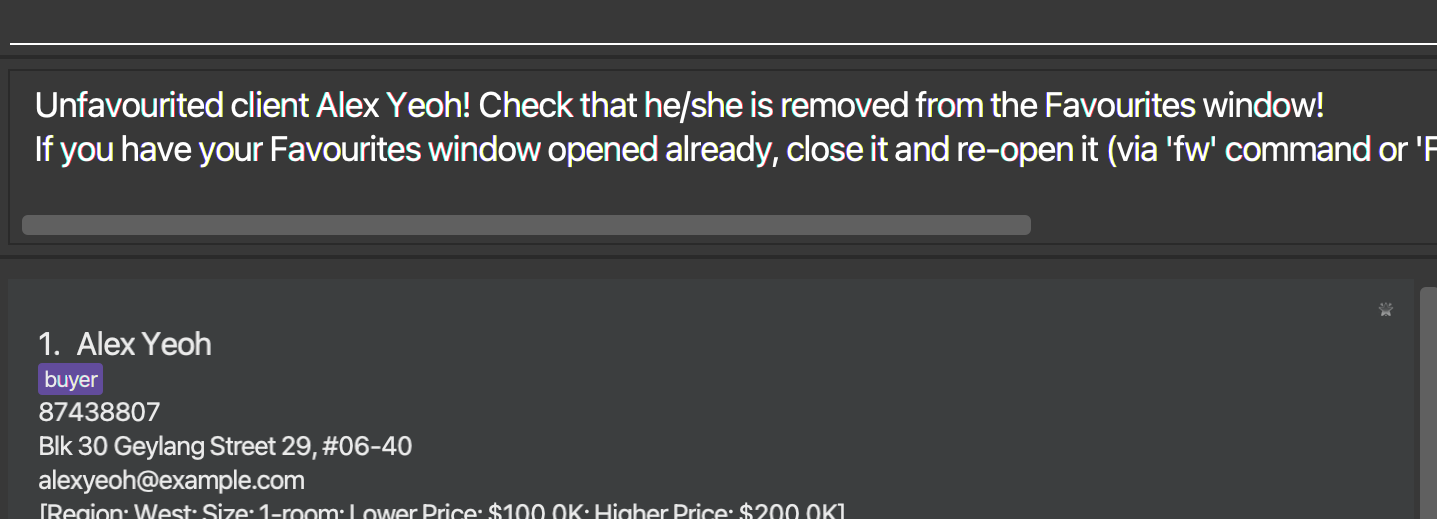 Unfavourited client Alex Yeoh! Check that he/she is removed from the Favourites window!
If you have your Favourites window opened already, close it and re-open it (via 'fw' command or 'F
1. Alex Yeoh
buyer
87438807
Blk 30 Geylang Street 29, #06-40
alexyeoh@example.com
[Region: West; Size: 1-room; Lower Price: $100.0K; Higher Price: $200.0K]